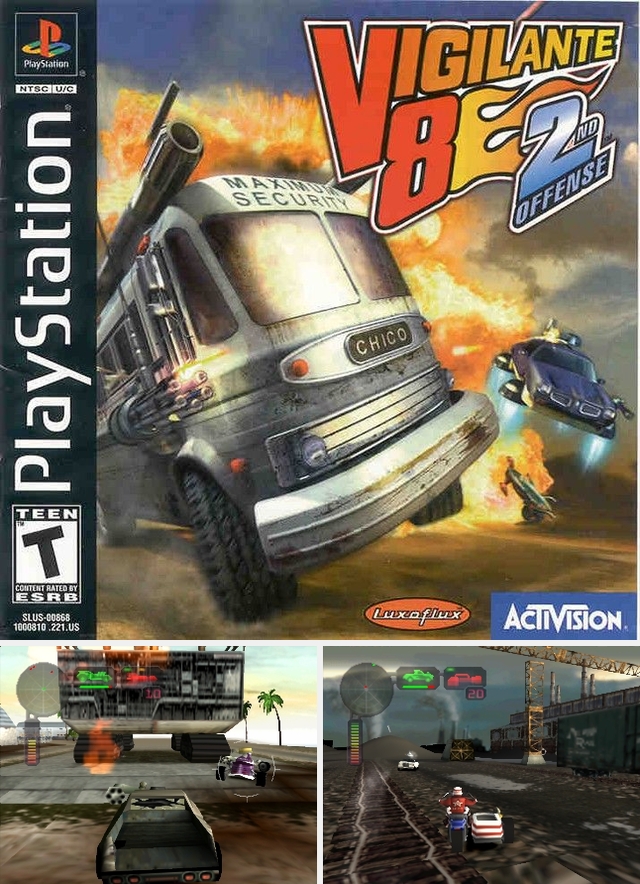 PlayStation
NTSC U/C
PlayStation
TEEN
T
CONTENT RATED BY
ESRB
SLUS-00868
1000810 .221.US
VIGILANTE
8
2ND
OFFENSE
MAXIMUM
SECURITY
CHICO
Luxoflux
ACTIVISION
10
20